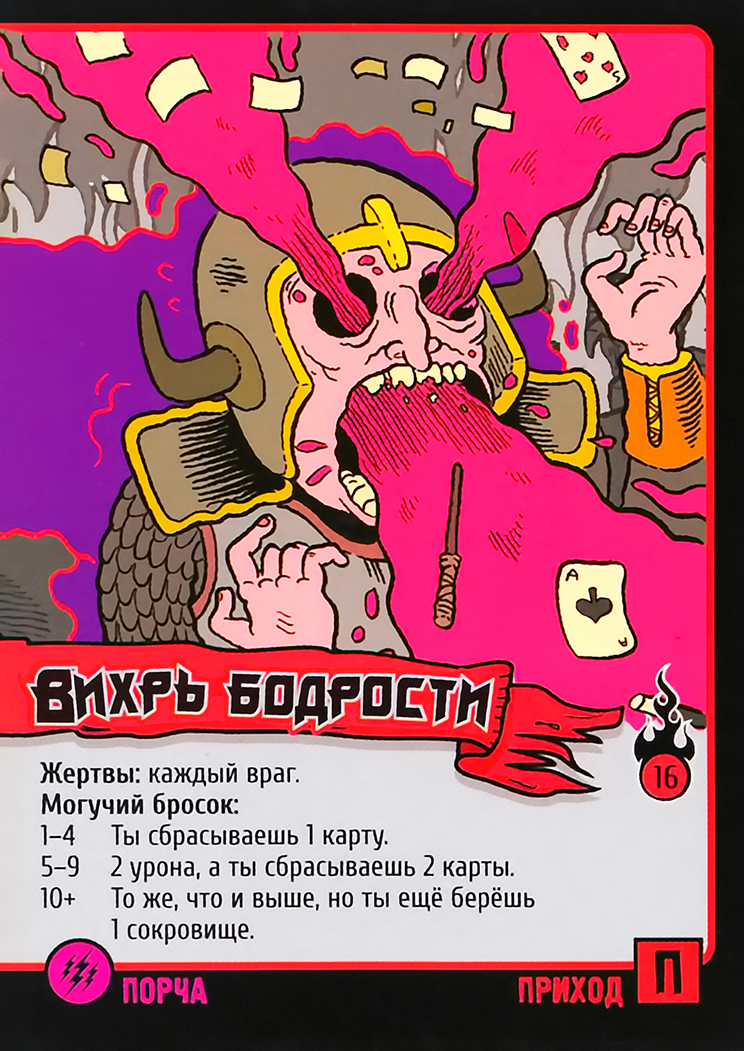 A
A
Вихрь бодрости
16
Жертвы: каждый враг.
Могучий бросок:
1–4 Ты сбрасываешь 1 карту.
5–9 2 урона, а ты сбрасываешь 2 карты.
10+ То же, что и выше, но ты ещё берёшь
1 сокровище.
ПОРЧА
ПРИХОД П